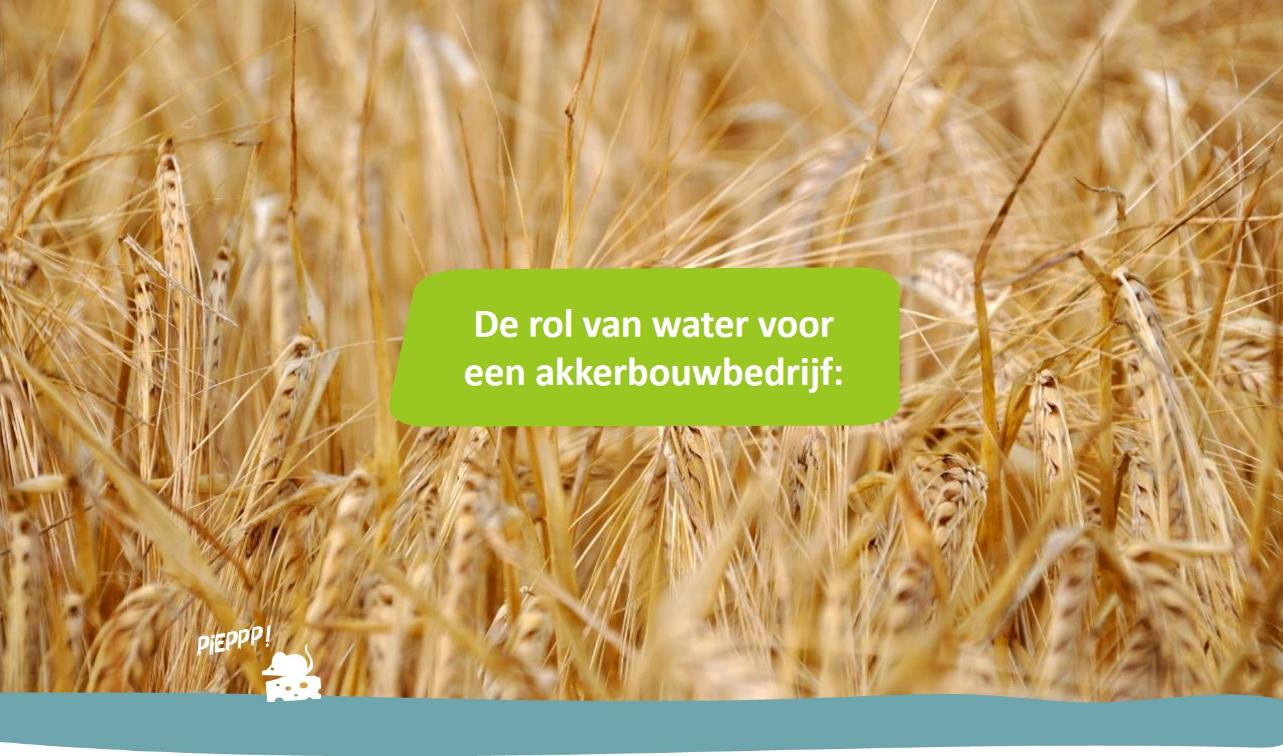 De rol van water voor
een akkerbouwbedrijf:
PiEPPP!